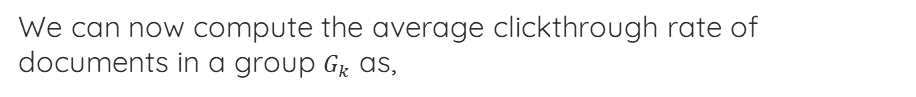 We can now compute the average clickthrough rate of
documents in a group Gₖ as,